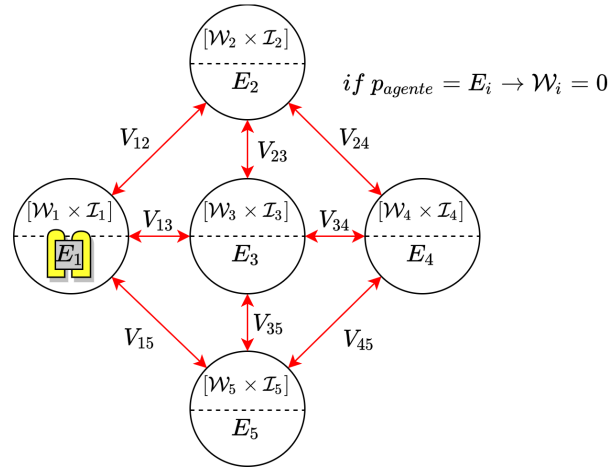 [𝒲₂ × ℐ₂]
E₂
if p_agente = E_i → 𝒲_i = 0
V₁₂
V₂₃
V₂₄
[𝒲₁ × ℐ₁]
E₁
V₁₃
[𝒲₃ × ℐ₃]
E₃
V₃₄
[𝒲₄ × ℐ₄]
E₄
V₁₅
V₃₅
V₄₅
[𝒲₅ × ℐ₅]
E₅